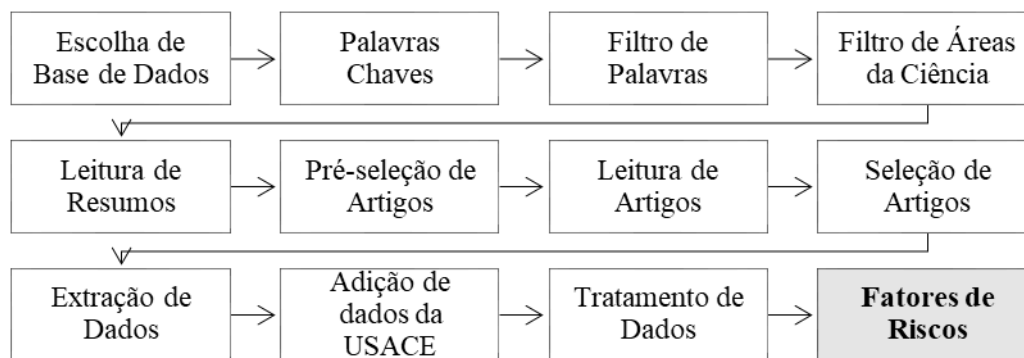 Escolha de
Base de Dados
Palavras
Chaves
Filtro de
Palavras
Filtro de Áreas
da Ciência
Leitura de
Resumos
Pré-seleção de
Artigos
Leitura de
Artigos
Seleção de
Artigos
Extração de
Dados
Adição de
dados da
USACE
Tratamento de
Dados
Fatores de
Riscos